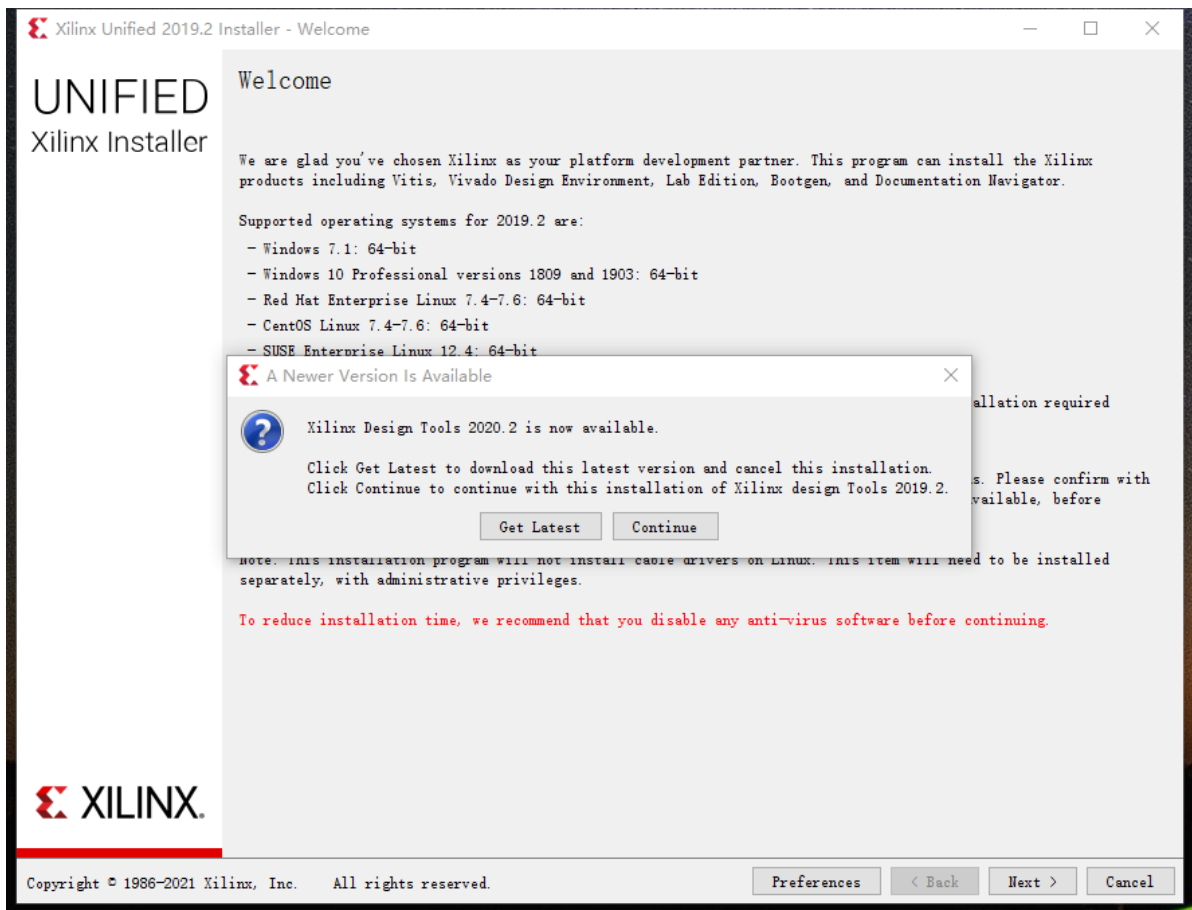 Xilinx Unified 2019.2 Installer - Welcome
UNIFIED
Xilinx Installer
Welcome
We are glad you've chosen Xilinx as your platform development partner. This program can install the Xilinx
products including Vitis, Vivado Design Environment, Lab Edition, Bootgen, and Documentation Navigator.
Supported operating systems for 2019.2 are:
- Windows 7.1: 64-bit
- Windows 10 Professional versions 1809 and 1903: 64-bit
- Red Hat Enterprise Linux 7.4-7.6: 64-bit
- CentOS Linux 7.4-7.6: 64-bit
- SUSE Enterprise Linux 12.4: 64-bit
A Newer Version Is Available
Xilinx Design Tools 2020.2 is now available.
Click Get Latest to download this latest version and cancel this installation.
Click Continue to continue with this installation of Xilinx design Tools 2019.2.
Get Latest Continue
allation required
s. Please confirm with
vailable, before
Note: This installation program will not install cable drivers on Linux. This item will need to be installed
separately, with administrative privileges.
To reduce installation time, we recommend that you disable any anti-virus software before continuing.
XILINX.
Copyright © 1986-2021 Xilinx, Inc. All rights reserved.
Preferences < Back Next > Cancel